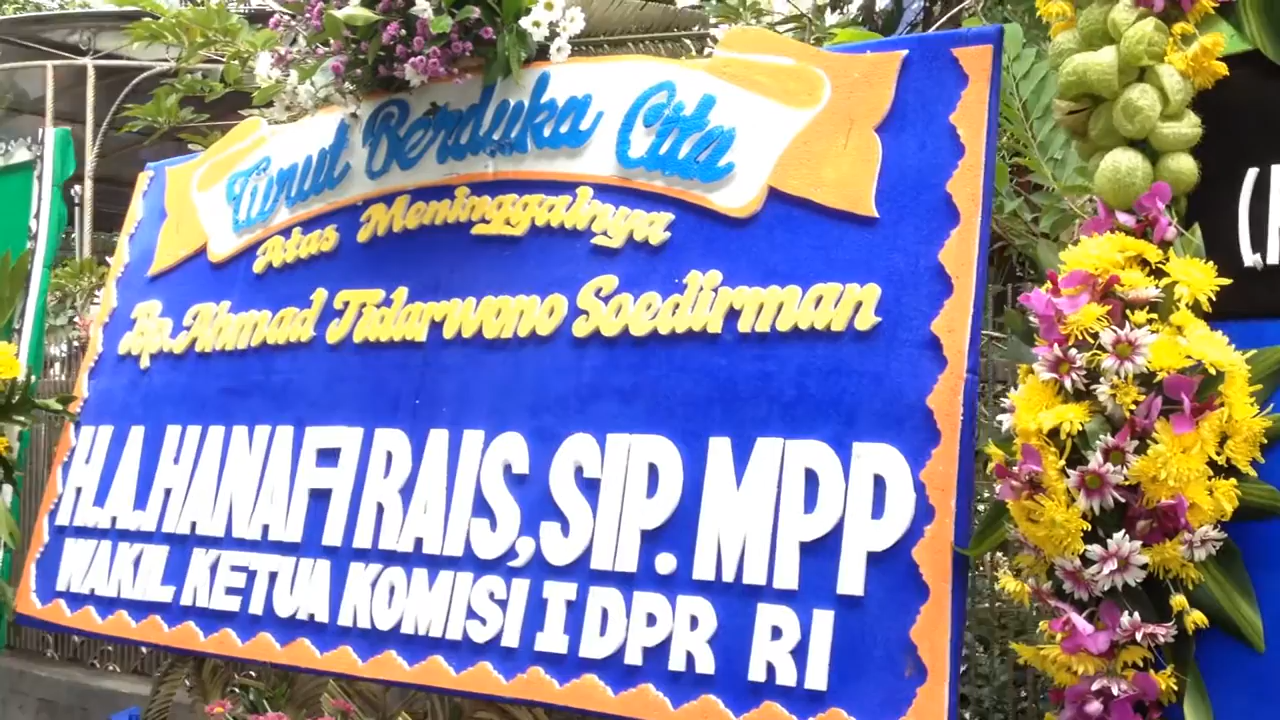 Turut Berduka Cita
Atas Meninggalnya
Bp. Ahmad Tidarwono Soedirman
H.A.HANAFI RAIS, SIP. MPP
WAKIL KETUA KOMISI I DPR RI